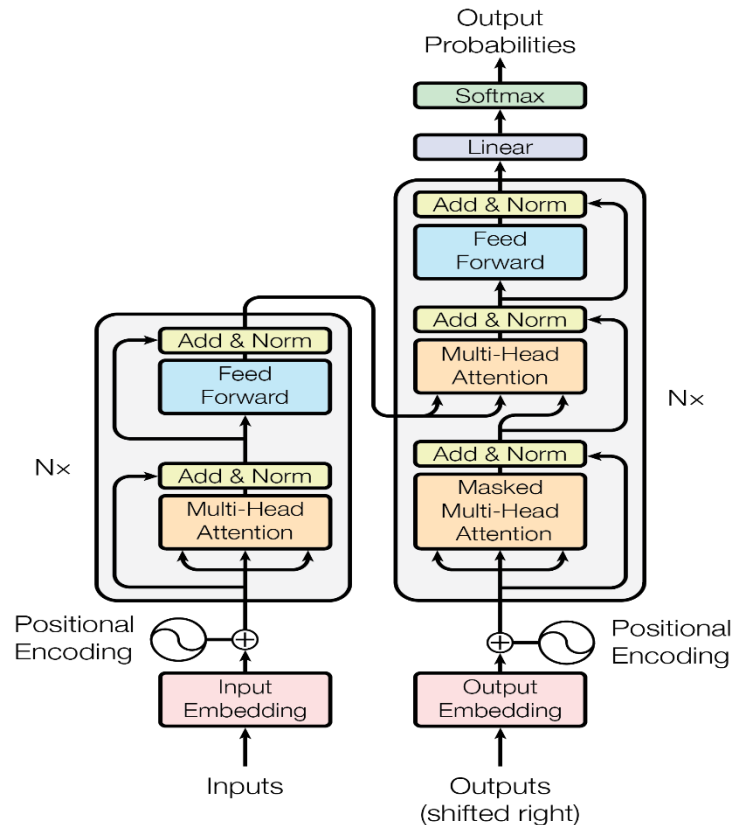 Output
Probabilities
Softmax
Linear
Add & Norm
Feed
Forward
Add & Norm
Multi-Head
Attention
Nx
Add & Norm
Masked
Multi-Head
Attention
Add & Norm
Feed
Forward
Nx
Add & Norm
Multi-Head
Attention
Positional
Encoding
Positional
Encoding
Input
Embedding
Output
Embedding
Inputs
Outputs
(shifted right)